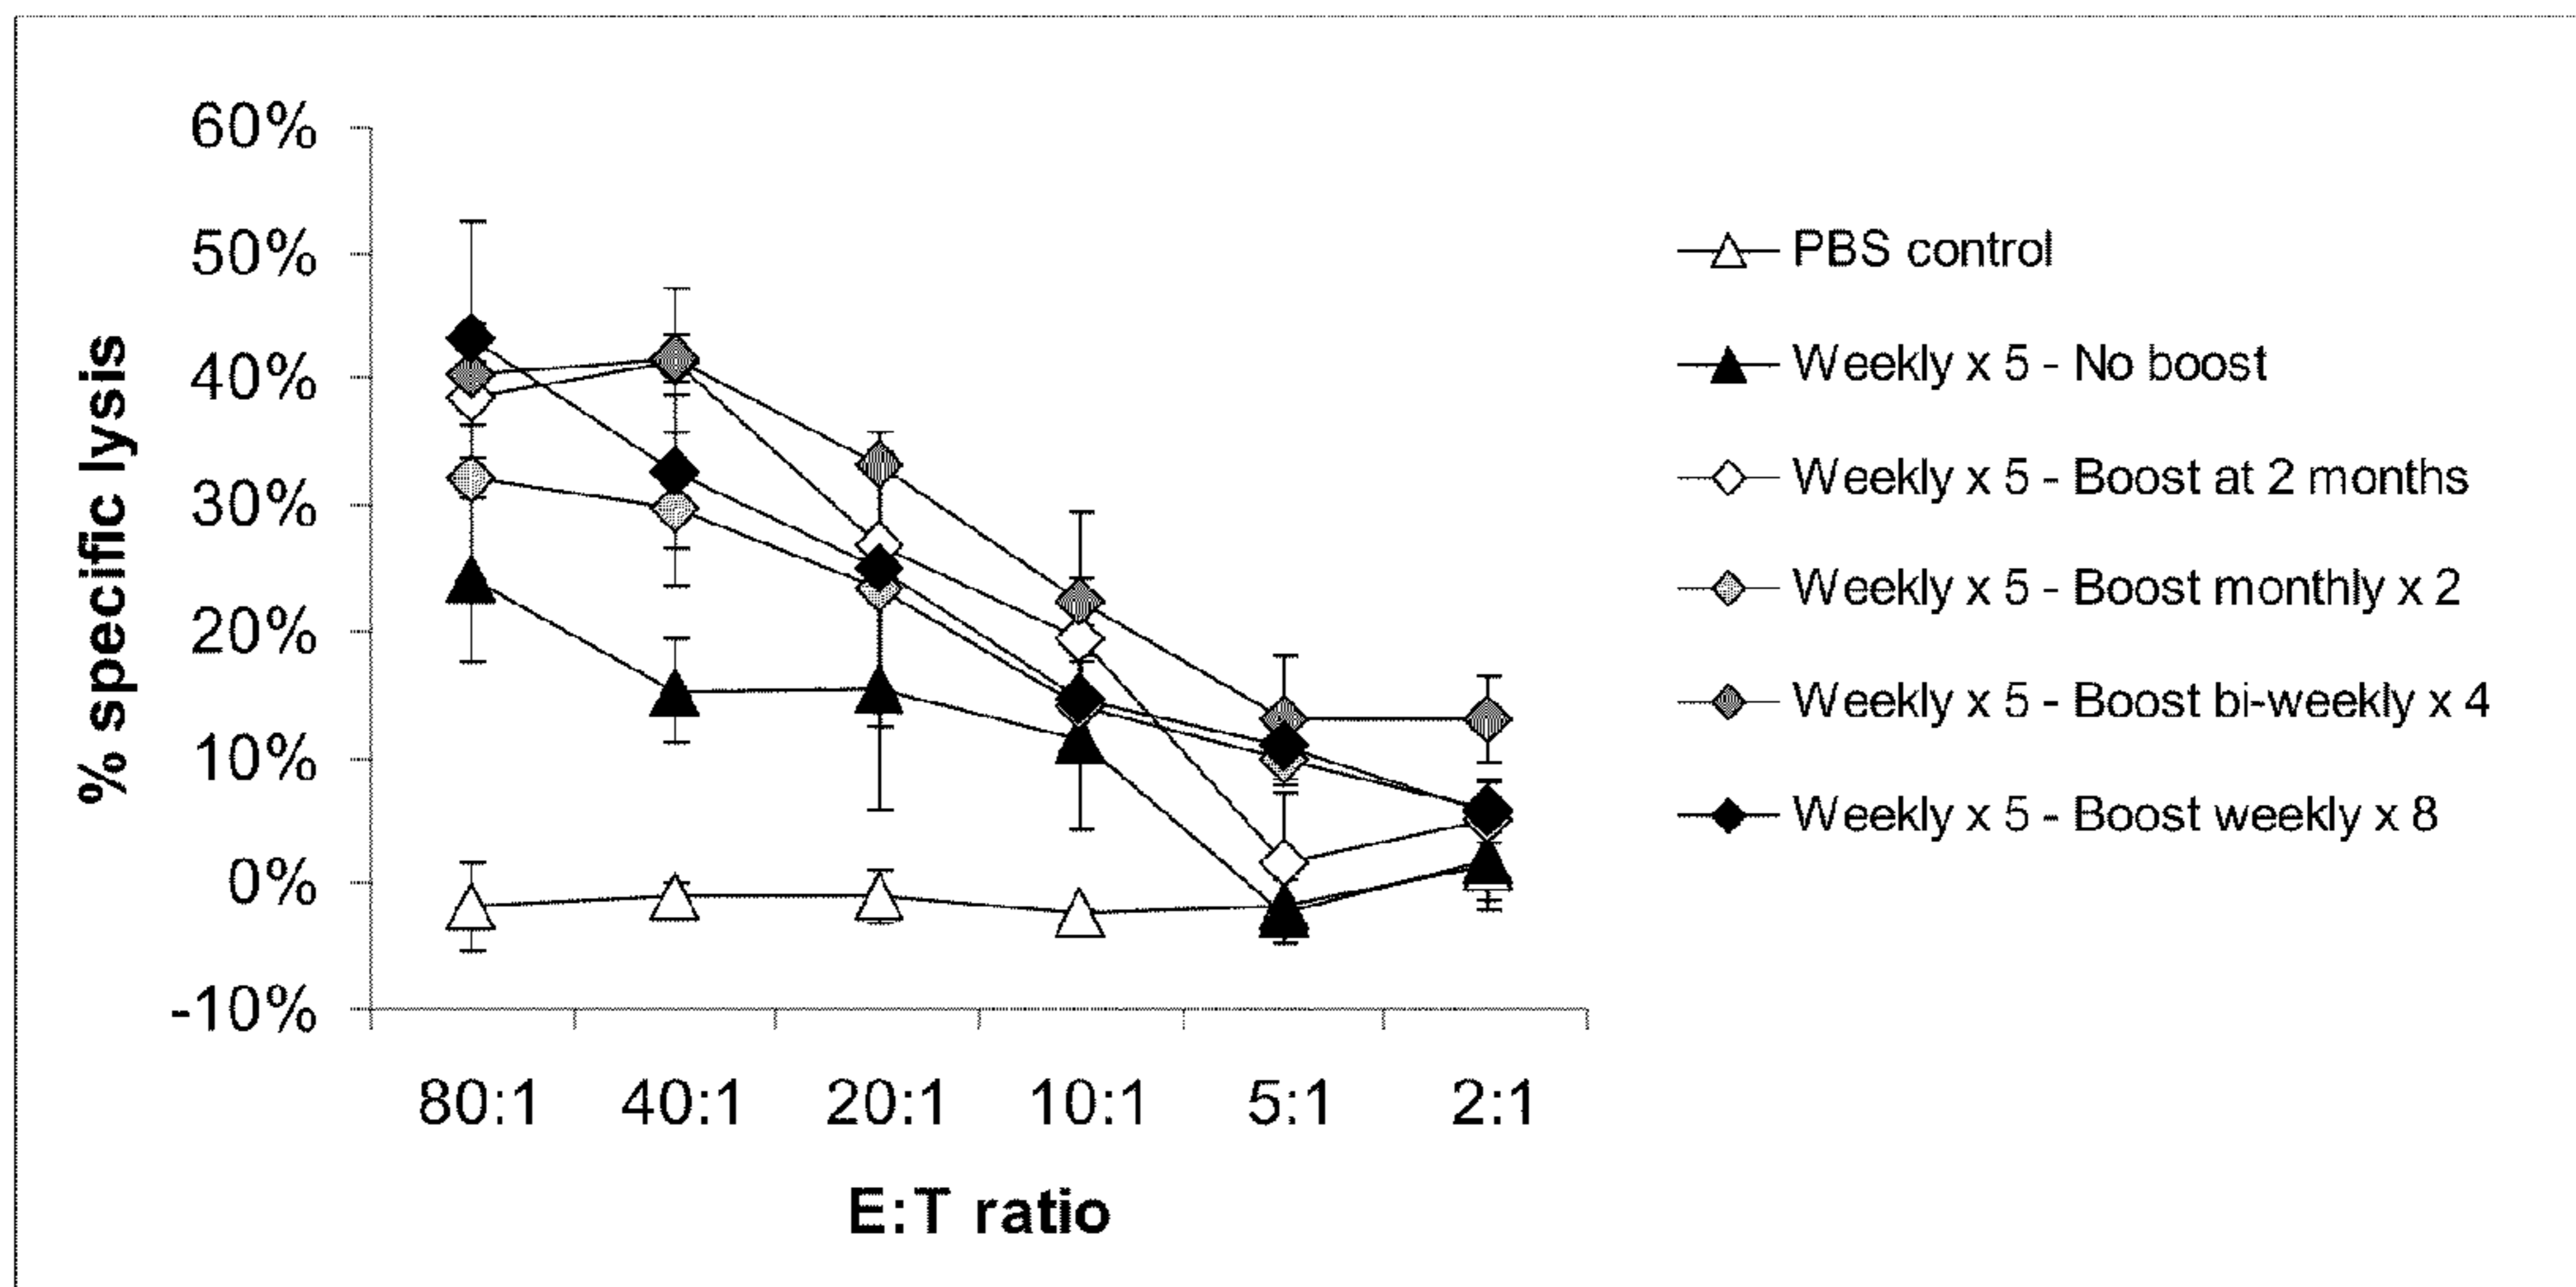 60%
50%
40%
30%
20%
10%
0%
-10%
% specific lysis
80:1 40:1 20:1 10:1 5:1 2:1
E:T ratio
PBS control
Weekly x 5 - No boost
Weekly x 5 - Boost at 2 months
Weekly x 5 - Boost monthly x 2
Weekly x 5 - Boost bi-weekly x 4
Weekly x 5 - Boost weekly x 8